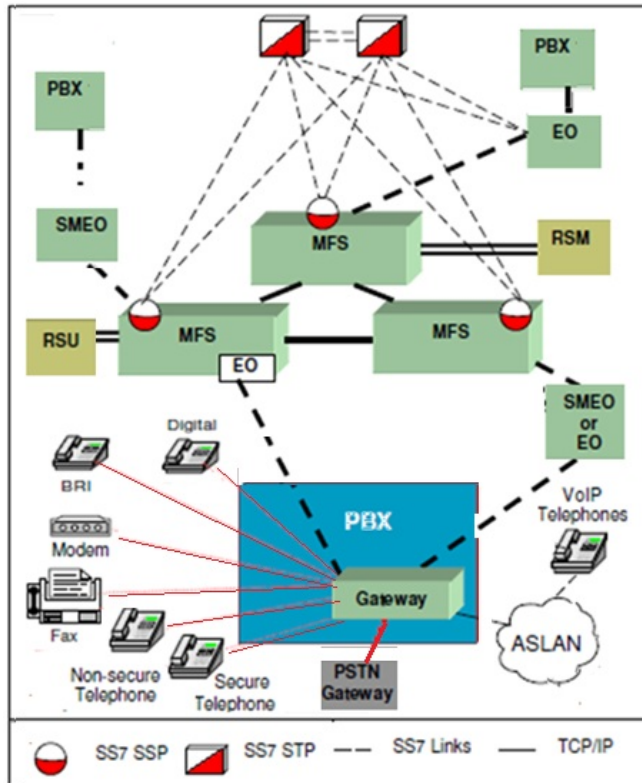 PBX
PBX
EO
SMEO
MFS
RSM
RSU
MFS
MFS
EO
SMEO
or
EO
Digital
BRI
VoIP
Telephones
PBX
Modem
Gateway
Fax
ASLAN
Non-secure
Telephone
Secure
Telephone
PSTN
Gateway
SS7 SSP
SS7 STP
SS7 Links
TCP/IP